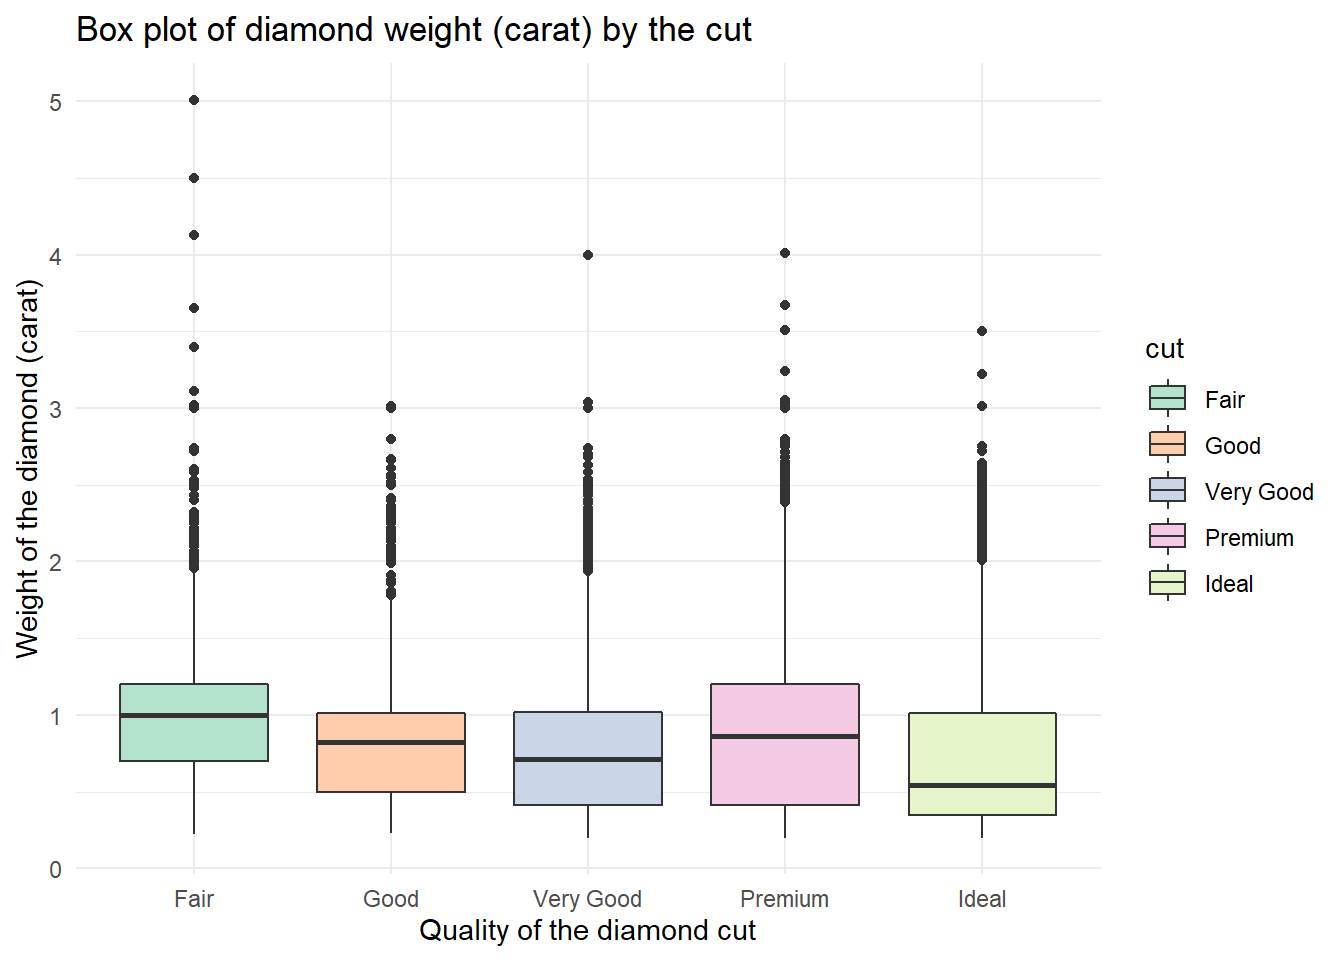 Box plot of diamond weight (carat) by the cut
Weight of the diamond (carat)
5
4
3
2
1
0
Fair Good Very Good Premium Ideal
Quality of the diamond cut
cut
Fair
Good
Very Good
Premium
Ideal